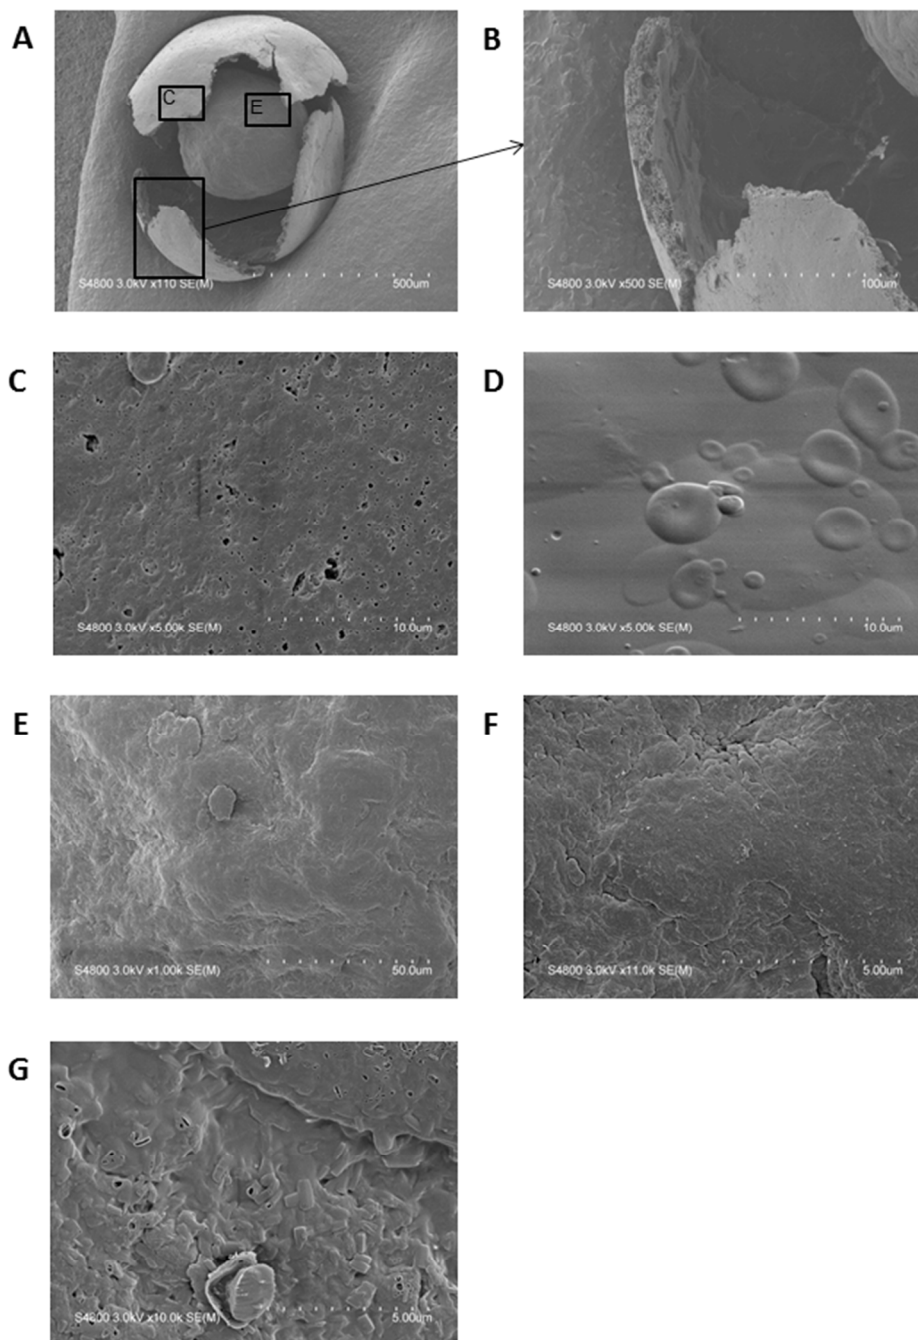 A
B
C
E
S4800 3.0kV x110 SE(M) 500um
S4800 3.0kV x500 SE(M) 100um
C
D
S4800 3.0kV x5.00k SE(M) 10.0um
S4800 3.0kV x5.00k SE(M) 10.0um
E
F
S4800 3.0kV x1.00k SE(M) 50.0um
S4800 3.0kV x11.0k SE(M) 5.00um
G
S4800 3.0kV x10.0k SE(M) 5.00um